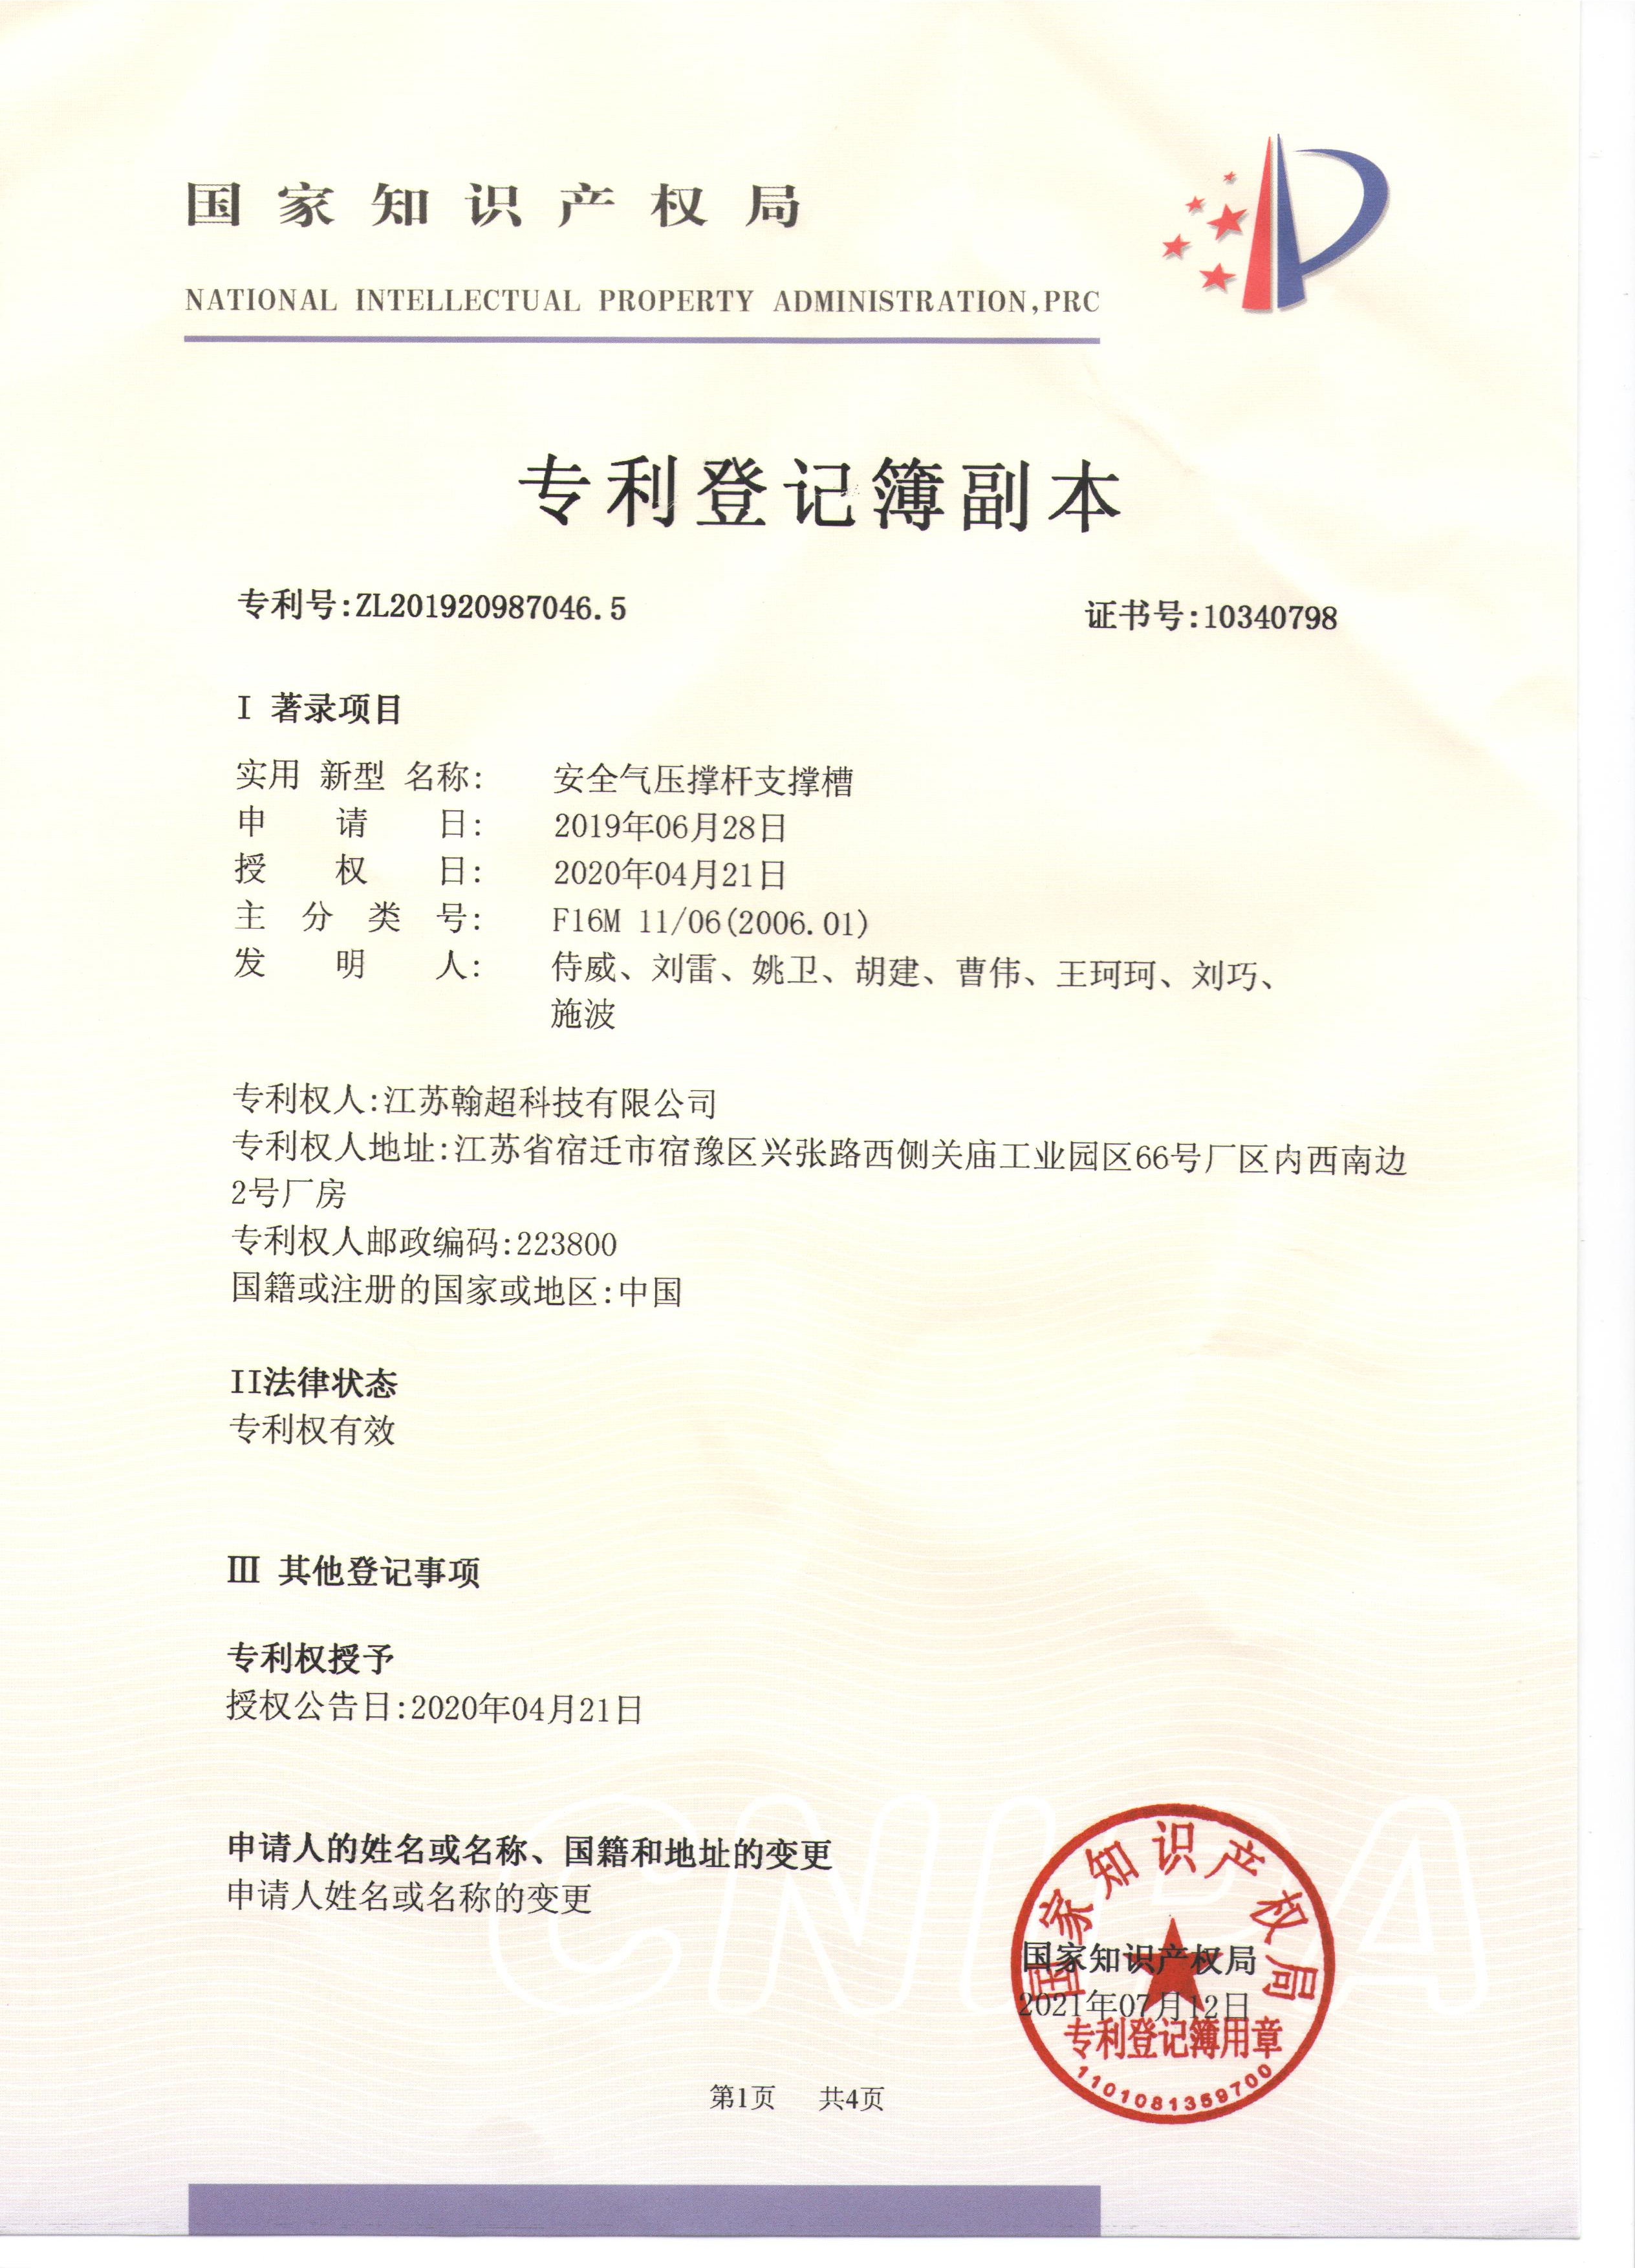 国家知识产权局
NATIONAL INTELLECTUAL PROPERTY ADMINISTRATION,PRC
专利登记簿副本
专利号:ZL201920987046.5
证书号:10340798
I 著录项目
实用 新型 名称: 安全气压撑杆支撑槽
申请日: 2019年06月28日
授权日: 2020年04月21日
主分类号: F16M 11/06(2006.01)
发明人: 侍威、刘雷、姚卫、胡建、曹伟、王珂珂、刘巧、
施波
专利权人:江苏翰超科技有限公司
专利权人地址:江苏省宿迁市宿豫区兴张路西侧关庙工业园区66号厂区内西南边
2号厂房
专利权人邮政编码:223800
国籍或注册的国家或地区:中国
II法律状态
专利权有效
III 其他登记事项
专利权授予
授权公告日:2020年04月21日
申请人的姓名或名称、国籍和地址的变更
申请人姓名或名称的变更
CNIPA
国家知识产权局
国家知识产权局
2021年07月12日
专利登记簿用章
1101081359700
第1页 共4页